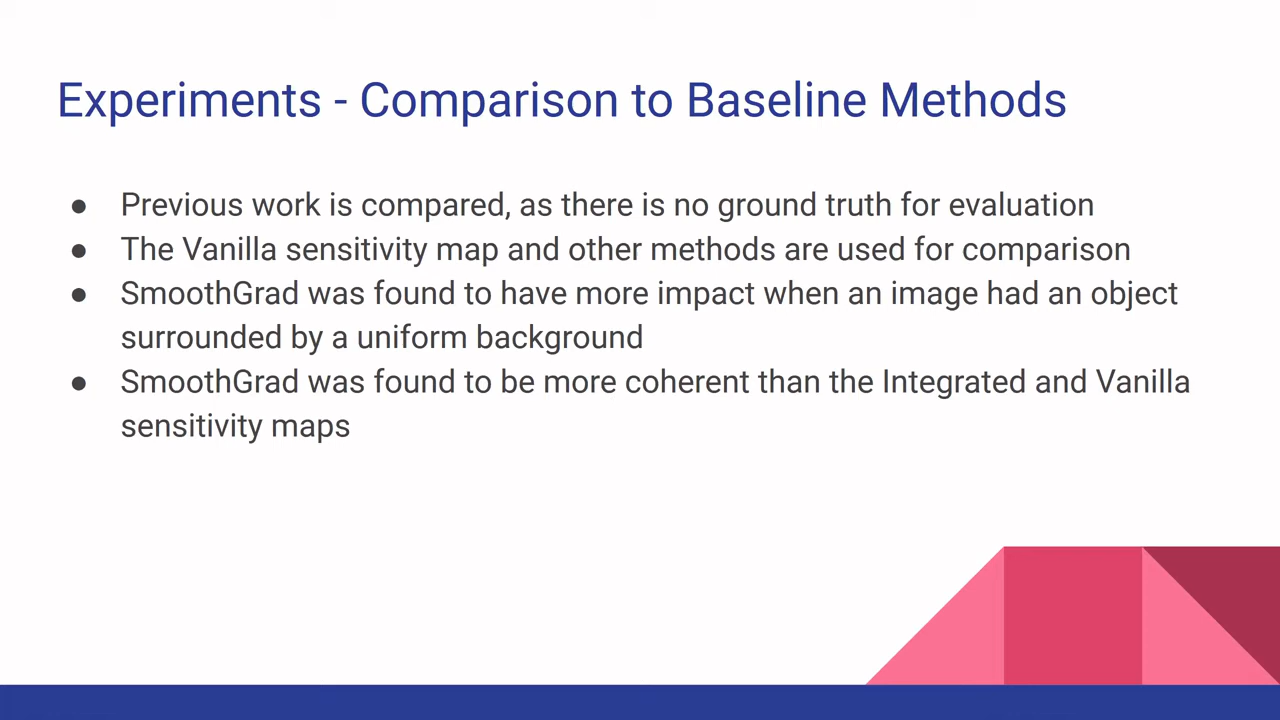 Experiments - Comparison to Baseline Methods
● Previous work is compared, as there is no ground truth for evaluation
● The Vanilla sensitivity map and other methods are used for comparison
● SmoothGrad was found to have more impact when an image had an object
surrounded by a uniform background
● SmoothGrad was found to be more coherent than the Integrated and Vanilla
sensitivity maps